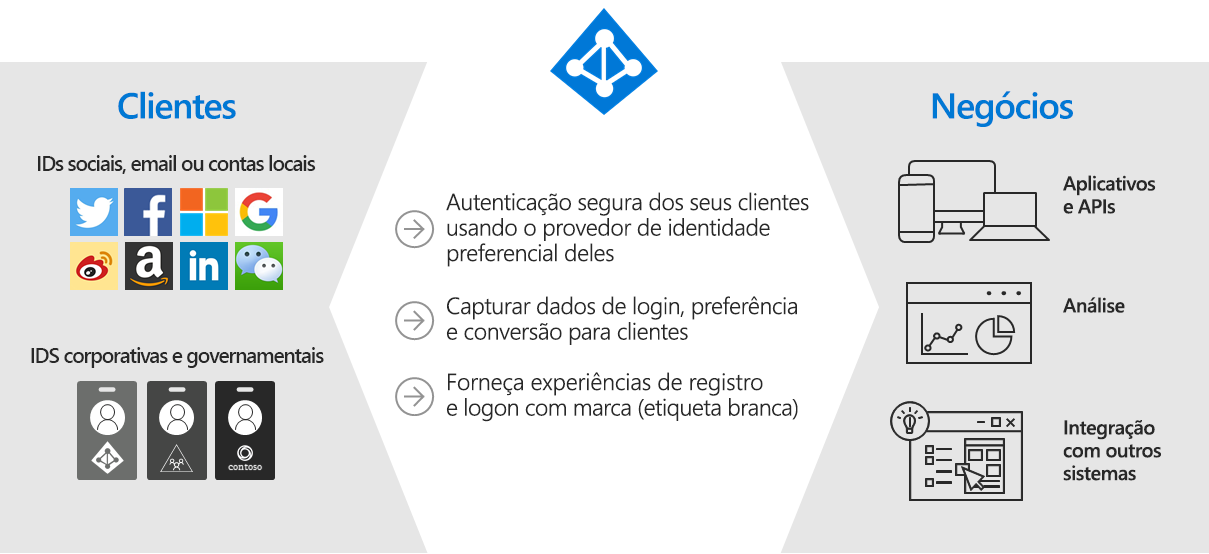 Clientes
IDs sociais, email ou contas locais
IDS corporativas e governamentais
contoso
Autenticação segura dos seus clientes
usando o provedor de identidade
preferencial deles
Capturar dados de login, preferência
e conversão para clientes
Forneça experiências de registro
e logon com marca (etiqueta branca)
Negócios
Aplicativos
e APIs
Análise
Integração
com outros
sistemas